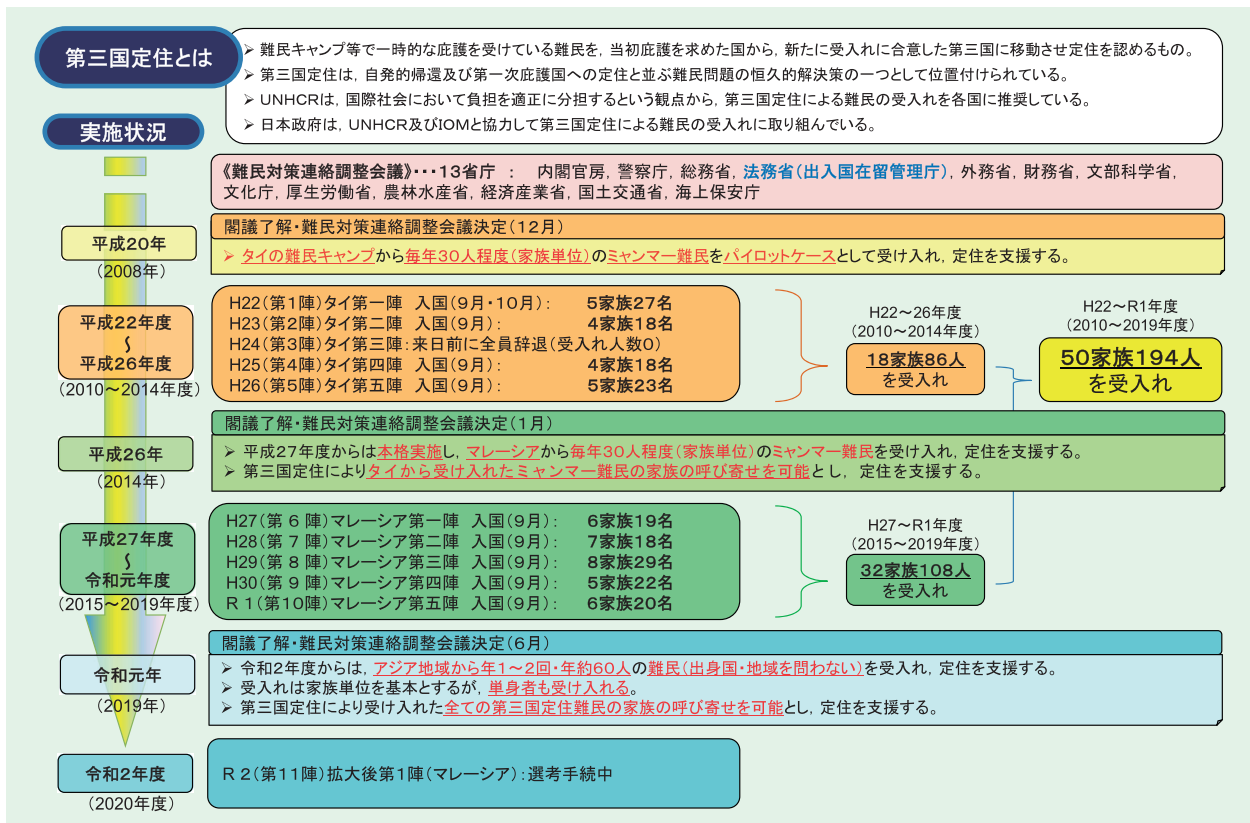 第三国定住とは
➢ 難民キャンプ等で一時的な庇護を受けている難民を，当初庇護を求めた国から，新たに受入れに合意した第三国に移動させ定住を認めるもの。
➢ 第三国定住は，自発的帰還及び第一次庇護国への定住と並ぶ難民問題の恒久的解決策の一つとして位置付けられている。
➢ UNHCRは，国際社会において負担を適正に分担するという観点から，第三国定住による難民の受入れを各国に推奨している。
➢ 日本政府は，UNHCR及びIOMと協力して第三国定住による難民の受入れに取り組んでいる。
実施状況
《難民対策連絡調整会議》・・・13省庁 ： 内閣官房，警察庁，総務省，法務省（出入国在留管理庁），外務省，財務省，文部科学省，
文化庁，厚生労働省，農林水産省，経済産業省，国土交通省，海上保安庁
平成20年
（2008年）
閣議了解・難民対策連絡調整会議決定（12月）
➢ タイの難民キャンプから毎年30人程度（家族単位）のミャンマー難民をパイロットケースとして受け入れ，定住を支援する。
平成22年度
～
平成26年度
（2010～2014年度）
H22（第1陣）タイ第一陣 入国（9月・10月）： 5家族27名
H23（第2陣）タイ第二陣 入国（9月）： 4家族18名
H24（第3陣）タイ第三陣：来日前に全員辞退（受入れ人数0）
H25（第4陣）タイ第四陣 入国（9月）： 4家族18名
H26（第5陣）タイ第五陣 入国（9月）： 5家族23名
H22～26年度
（2010～2014年度）
18家族86人
を受入れ
H22～R1年度
（2010～2019年度）
50家族194人
を受入れ
平成26年
（2014年）
閣議了解・難民対策連絡調整会議決定（1月）
➢ 平成27年度からは本格実施し，マレーシアから毎年30人程度（家族単位）のミャンマー難民を受け入れ，定住を支援する。
➢ 第三国定住によりタイから受け入れたミャンマー難民の家族の呼び寄せを可能とし， 定住を支援する。
平成27年度
～
令和元年度
（2015～2019年度）
H27（第 6 陣）マレーシア第一陣 入国（9月）： 6家族19名
H28（第 7 陣）マレーシア第二陣 入国（9月）： 7家族18名
H29（第 8 陣）マレーシア第三陣 入国（9月）： 8家族29名
H30（第 9 陣）マレーシア第四陣 入国（9月）： 5家族22名
R 1（第10陣）マレーシア第五陣 入国（9月）： 6家族20名
H27～R1年度
（2015～2019年度）
32家族108人
を受入れ
令和元年
（2019年）
閣議了解・難民対策連絡調整会議決定（6月）
➢ 令和2年度からは，アジア地域から年1～2回・年約60人の難民（出身国・地域を問わない）を受入れ，定住を支援する。
➢ 受入れは家族単位を基本とするが，単身者も受け入れる。
➢ 第三国定住により受け入れた全ての第三国定住難民の家族の呼び寄せを可能とし，定住を支援する。
令和2年度
（2020年度）
R 2（第11陣）拡大後第1陣（マレーシア）：選考手続中